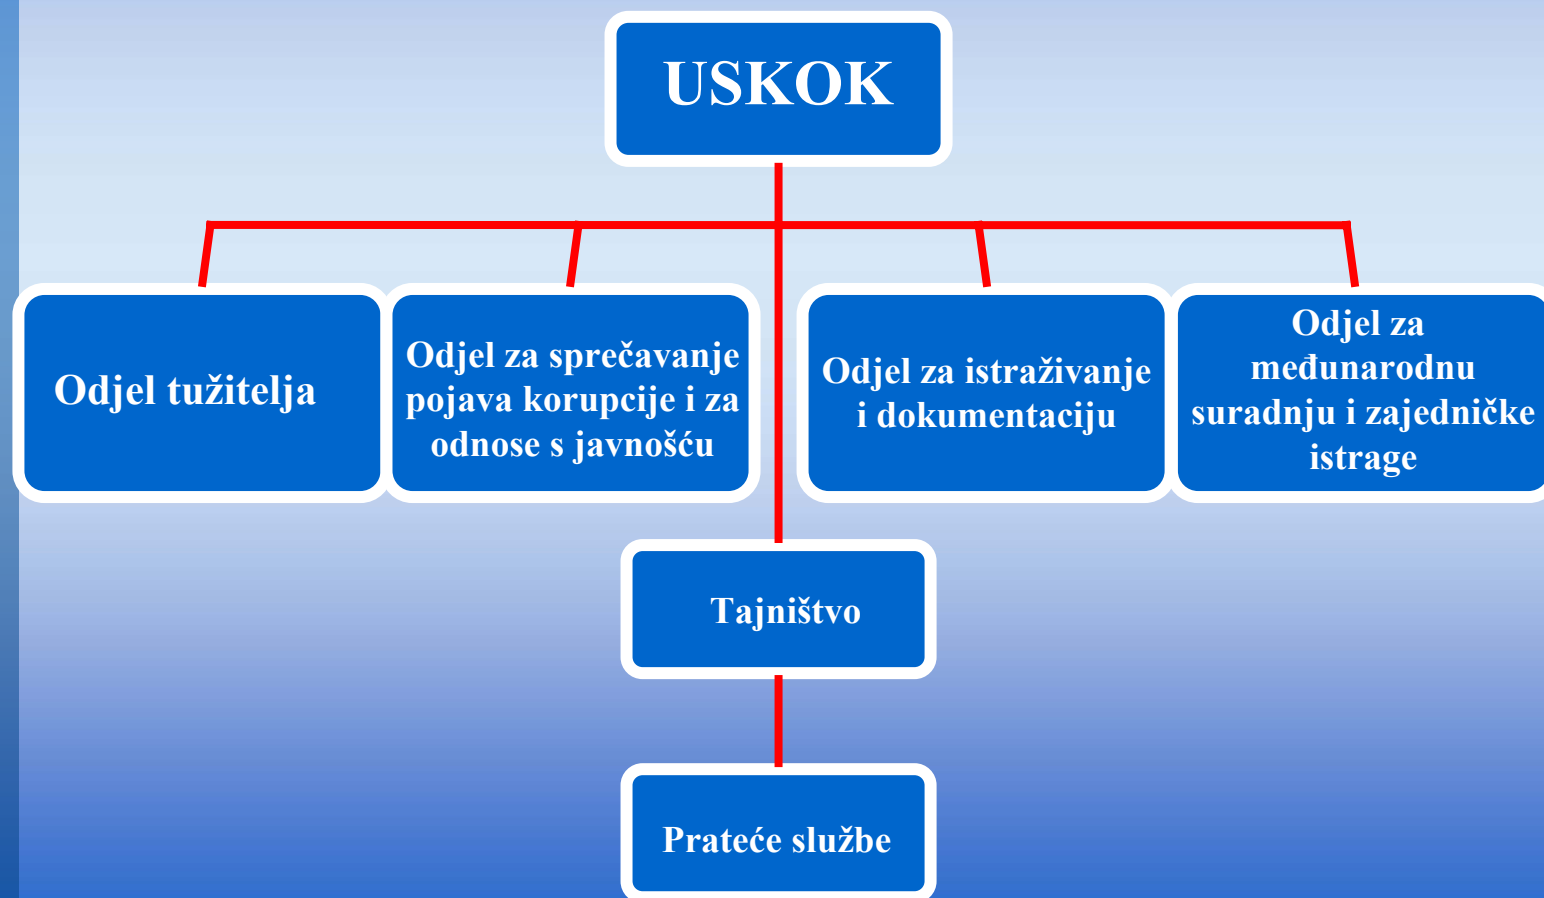 USKOK
Odjel tužitelja
Odjel za sprečavanje
pojava korupcije i za
odnose s javnošću
Odjel za istraživanje
i dokumentaciju
Odjel za
međunarodnu
suradnju i zajedničke
istrage
Tajništvo
Prateće službe